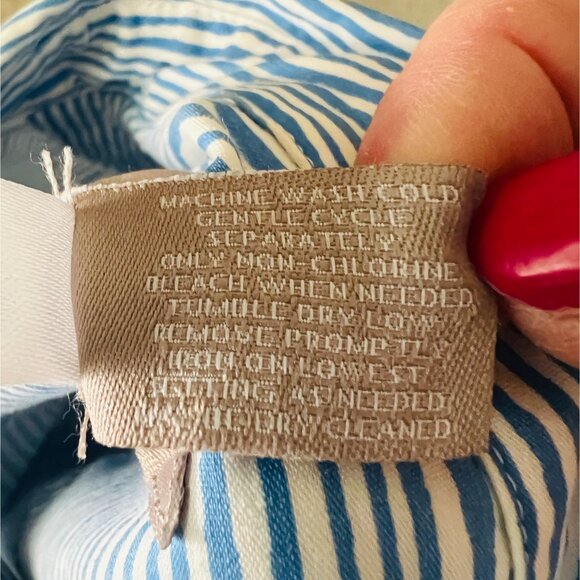 MACHINE WASH COLD
GENTLE CYCLE
SEPARATELY
ONLY NON-CHLORINE
BLEACH WHEN NEEDED
TUMBLE DRY LOW
REMOVE PROMPTLY
IRON ON LOWEST
SETTING AS NEEDED
DRY CLEANED